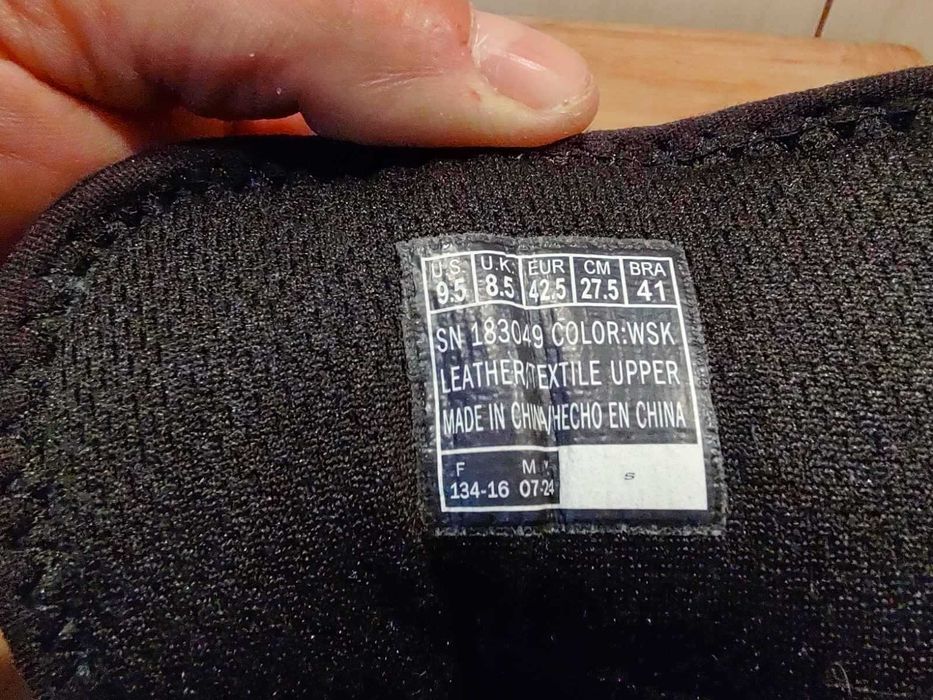 U.S. U.K. EUR CM BRA
9.5 8.5 42.5 27.5 41
SN 183049 COLOR:WSK
LEATHER/TEXTILE UPPER
MADE IN CHINA/HECHO EN CHINA
F M
134-16 07-24
S